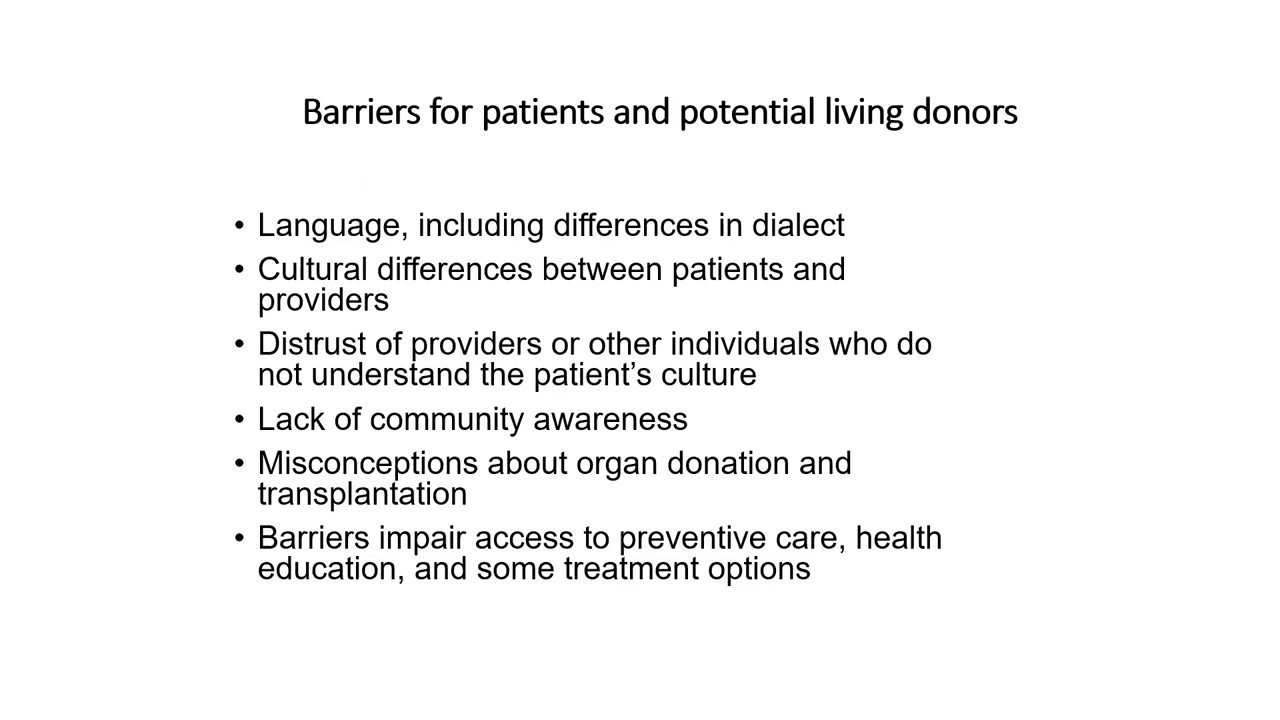 Barriers for patients and potential living donors
• Language, including differences in dialect
• Cultural differences between patients and
providers
• Distrust of providers or other individuals who do
not understand the patient’s culture
• Lack of community awareness
• Misconceptions about organ donation and
transplantation
• Barriers impair access to preventive care, health
education, and some treatment options